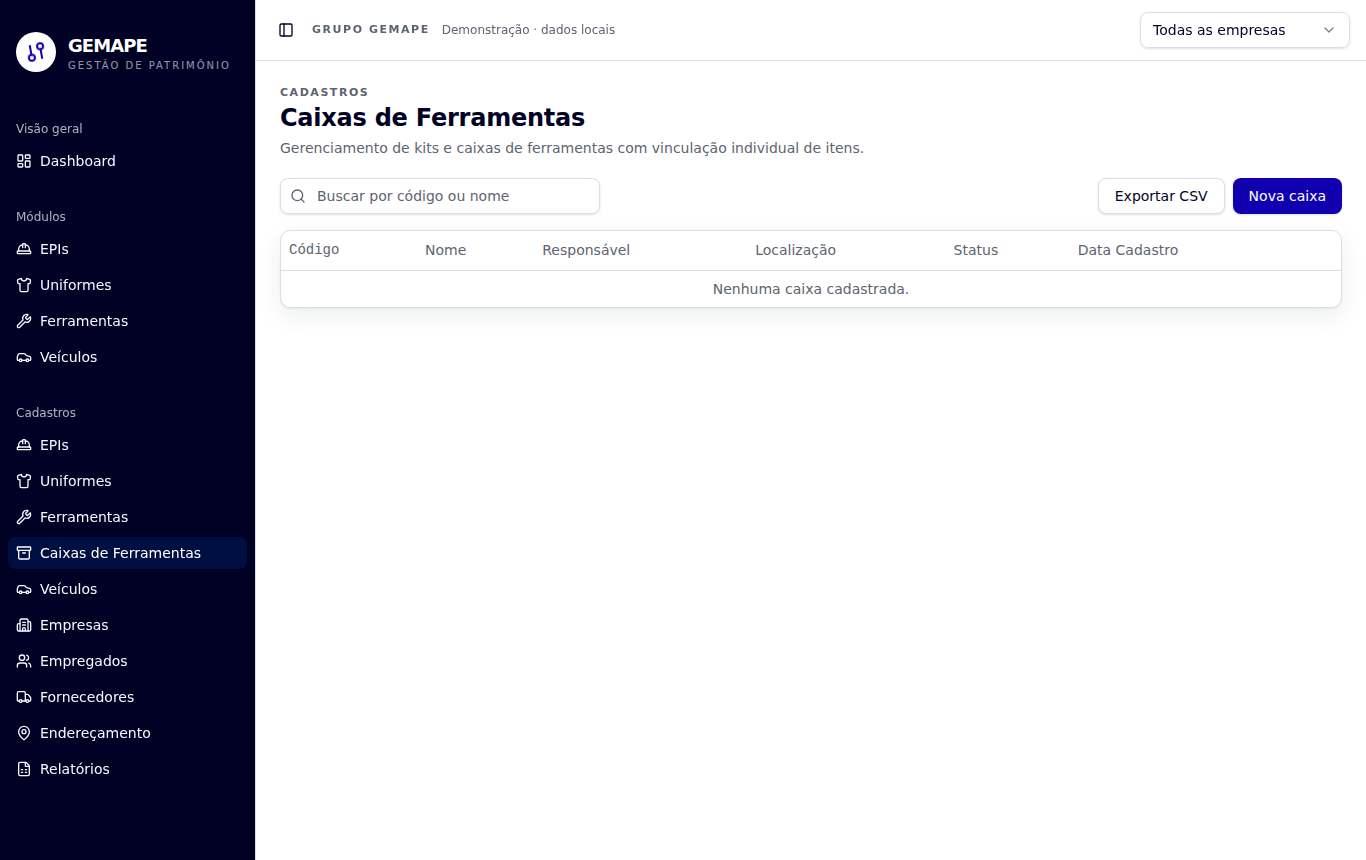 GEMAPE
GESTÃO DE PATRIMÔNIO
Visão geral
Dashboard
Módulos
EPIs
Uniformes
Ferramentas
Veículos
Cadastros
EPIs
Uniformes
Ferramentas
Caixas de Ferramentas
Veículos
Empresas
Empregados
Fornecedores
Endereçamento
Relatórios
GRUPO GEMAPE Demonstração · dados locais Todas as empresas
CADASTROS
Caixas de Ferramentas
Gerenciamento de kits e caixas de ferramentas com vinculação individual de itens.
Buscar por código ou nome Exportar CSV Nova caixa
Código Nome Responsável Localização Status Data Cadastro
Nenhuma caixa cadastrada.